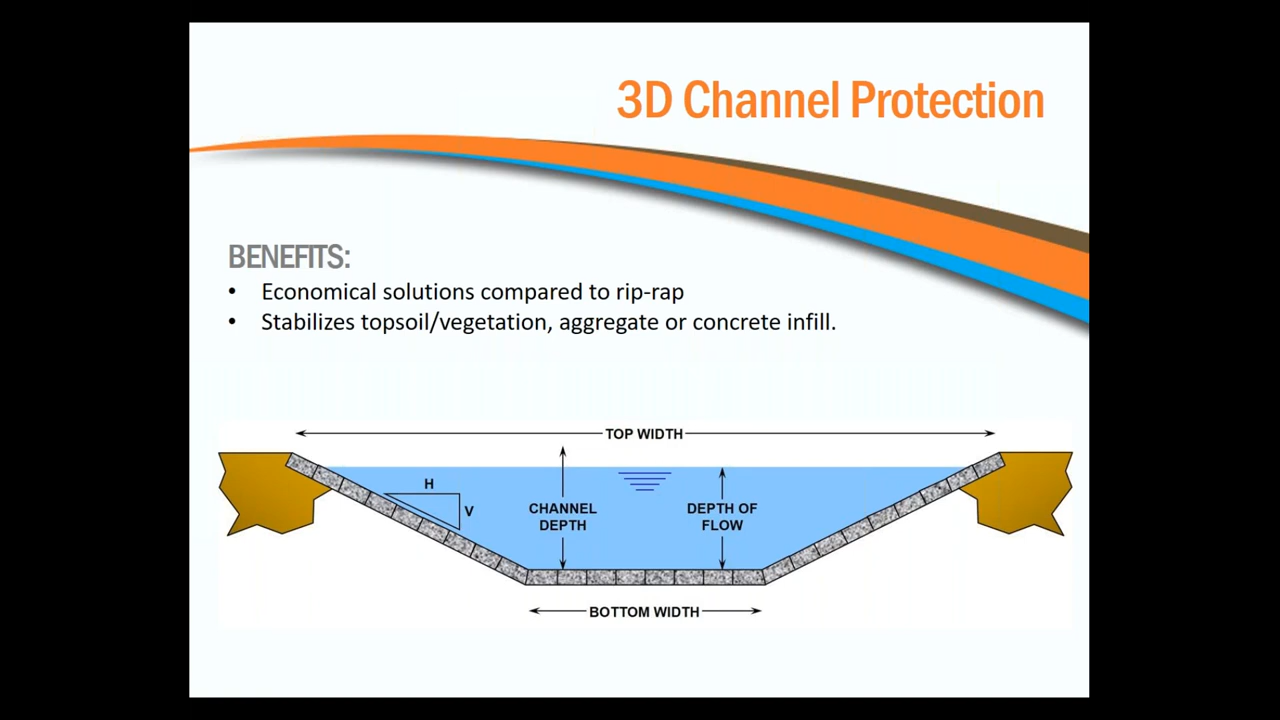 3D Channel Protection
BENEFITS:
• Economical solutions compared to rip-rap
• Stabilizes topsoil/vegetation, aggregate or concrete infill.
TOP WIDTH
H
V
CHANNEL
DEPTH
DEPTH OF
FLOW
BOTTOM WIDTH